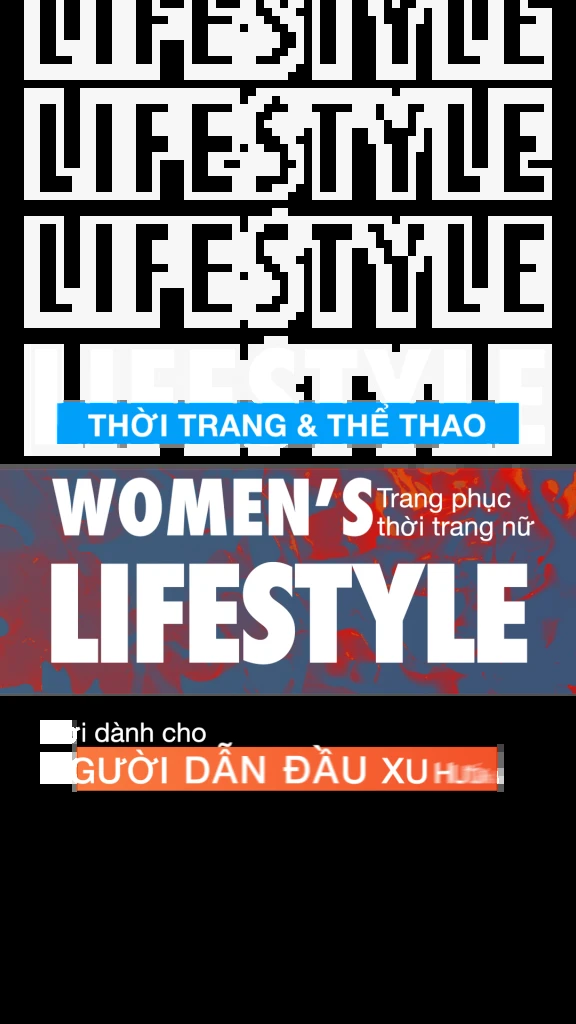 LIFESTYLE
LIFESTYLE
LIFESTYLE
LIFESTYLE
THỜI TRANG & THỂ THAO
WOMEN'S
Trang phục
thời trang nữ
LIFESTYLE
dành cho
DẪN ĐẦU XU